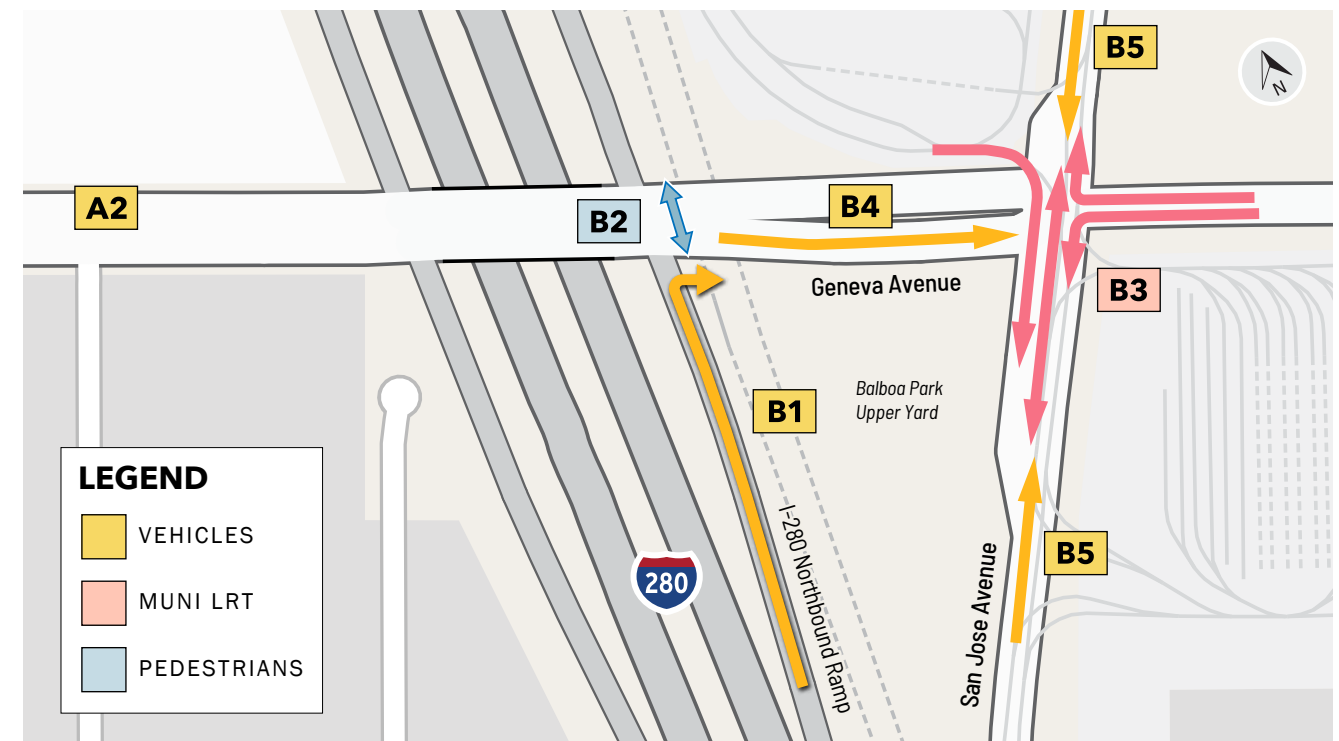 B5
N
A2
B2
B4
Geneva Avenue
B3
Balboa Park
Upper Yard
B1
I-280 Northbound Ramp
280
San Jose Avenue
B5
LEGEND
VEHICLES
MUNI LRT
PEDESTRIANS